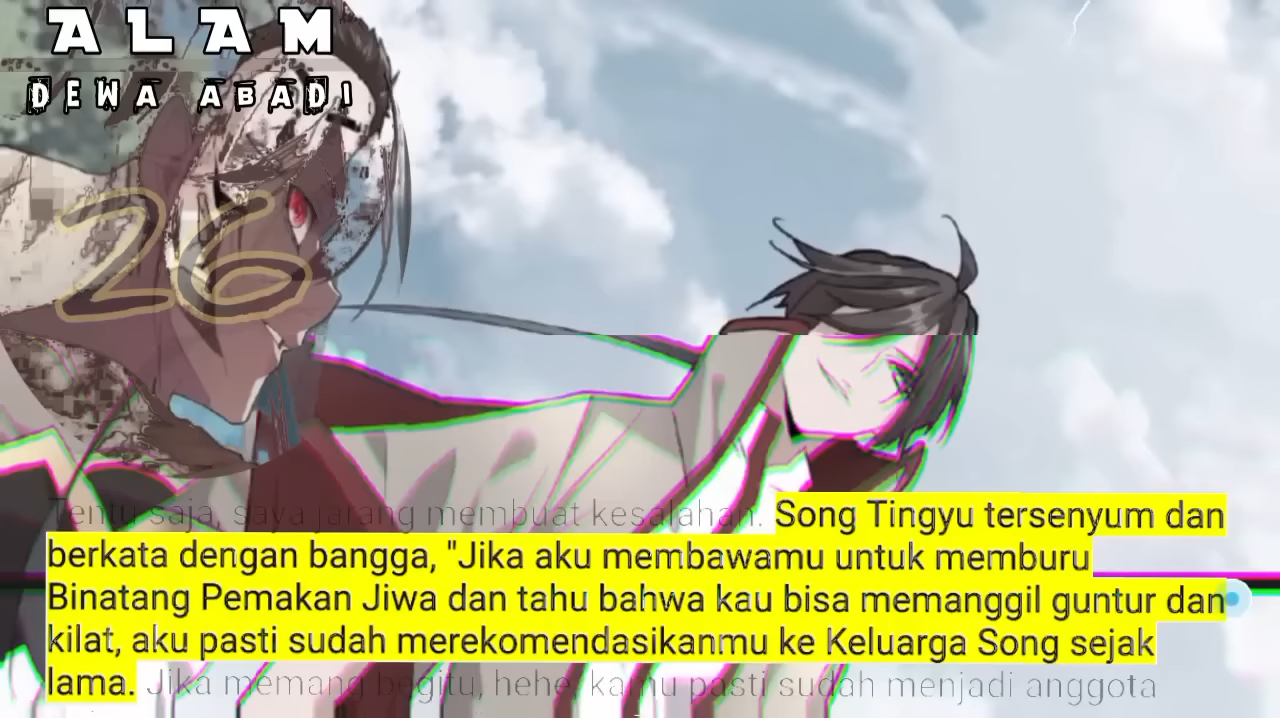 ALAM
DEWA ABADI
26
Tentu saja, saya jarang membuat kesalahan. Song Tingyu tersenyum dan
berkata dengan bangga, "Jika aku membawamu untuk memburu
Binatang Pemakan Jiwa dan tahu bahwa kau bisa memanggil guntur dan
kilat, aku pasti sudah merekomendasikanmu ke Keluarga Song sejak
lama. Jika memang begitu, hehe, kamu pasti sudah menjadi anggota